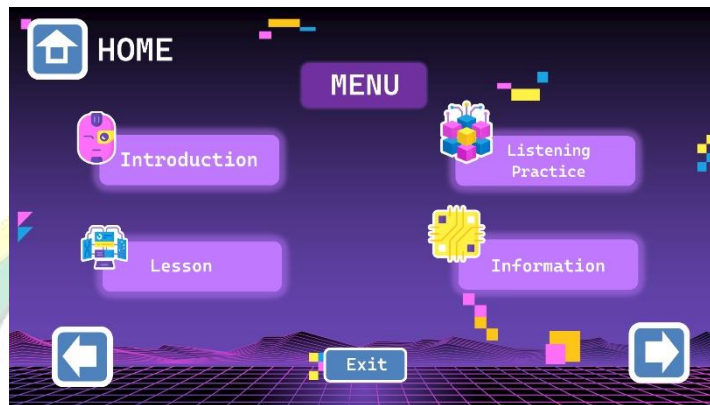 HOME
MENU
Introduction
Listening
Practice
Lesson
Information
Exit